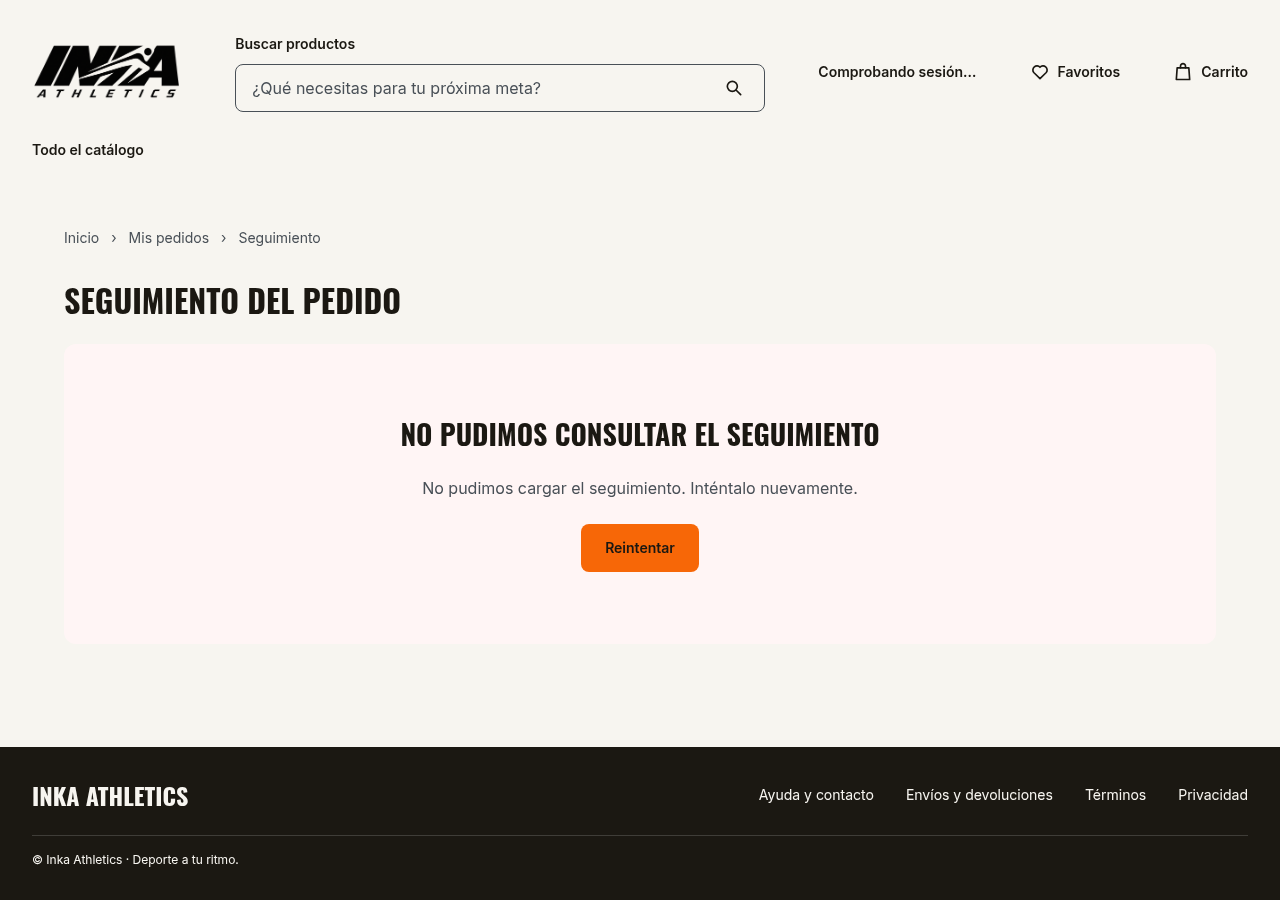 INKA
ATHLETICS
Buscar productos
¿Qué necesitas para tu próxima meta?
Comprobando sesión...
Favoritos
Carrito
Todo el catálogo
Inicio › Mis pedidos › Seguimiento
SEGUIMIENTO DEL PEDIDO
NO PUDIMOS CONSULTAR EL SEGUIMIENTO
No pudimos cargar el seguimiento. Inténtalo nuevamente.
Reintentar
INKA ATHLETICS
Ayuda y contacto
Envíos y devoluciones
Términos
Privacidad
© Inka Athletics · Deporte a tu ritmo.